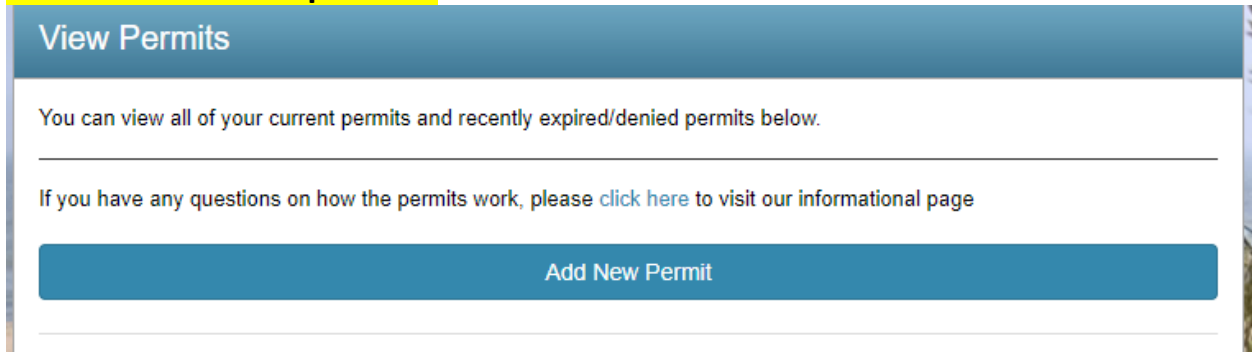 View Permits
You can view all of your current permits and recently expired/denied permits below.
If you have any questions on how the permits work, please click here to visit our informational page
Add New Permit